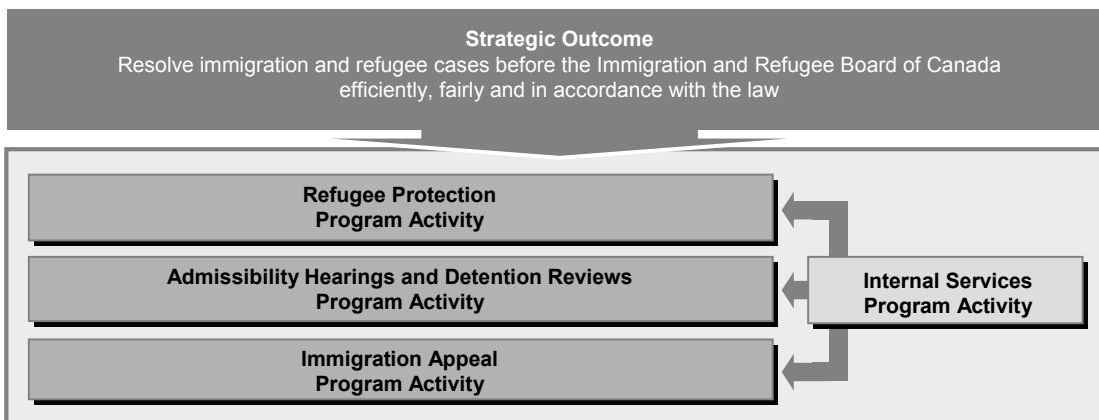 Strategic Outcome
Resolve immigration and refugee cases before the Immigration and Refugee Board of Canada
efficiently, fairly and in accordance with the law
Refugee Protection
Program Activity
Admissibility Hearings and Detention Reviews
Program Activity
Internal Services
Program Activity
Immigration Appeal
Program Activity